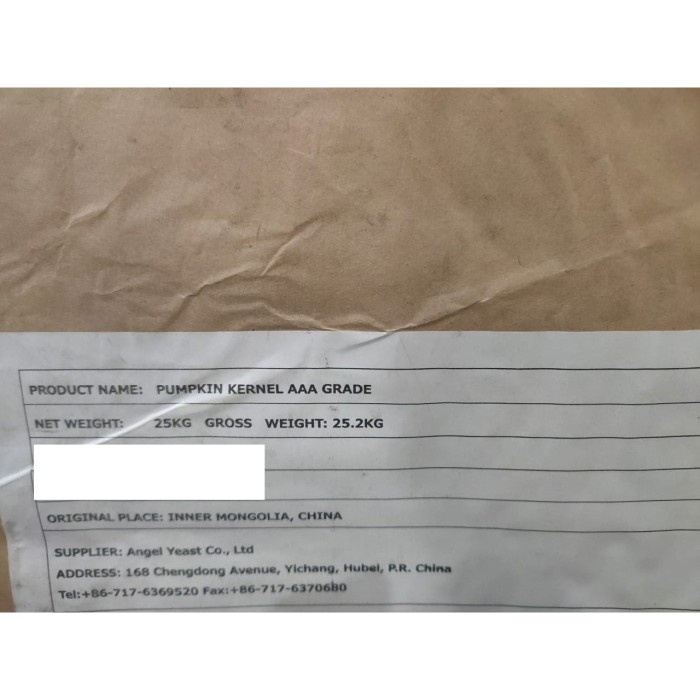 PRODUCT NAME: PUMPKIN KERNEL AAA GRADE
NET WEIGHT: 25KG GROSS WEIGHT: 25.2KG
ORIGINAL PLACE: INNER MONGOLIA, CHINA
SUPPLIER: Angel Yeast Co., Ltd
ADDRESS: 168 Chengdong Avenue, Yichang, Hubei, P.R. China
Tel:+86-717-6369520 Fax:+86-717-6370680